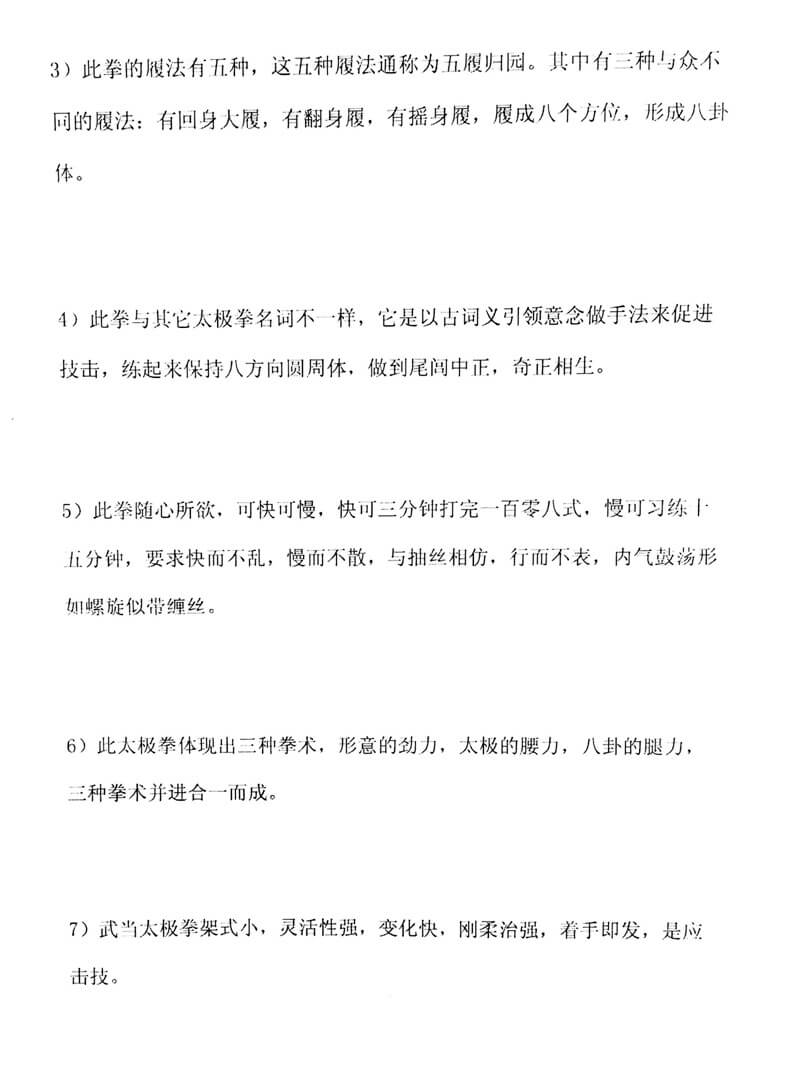 3）此拳的履法有五种，这五种履法通称为五履归园。其中有三种与众不
同的履法：有回身大履，有翻身履，有摇身履，履成八个方位，形成八卦
体。
4）此拳与其它太极拳名词不一样，它是以古词义引领意念做手法来促进
技击，练起来保持八方向圆周体，做到尾闾中正，奇正相生。
5）此拳随心所欲，可快可慢，快可三分钟打完一百零八式，慢可习练十
五分钟，要求快而不乱，慢而不散，与抽丝相仿，行而不表，内气鼓荡形
如螺旋似带缠丝。
6）此太极拳体现出三种拳术，形意的劲力，太极的腰力，八卦的腿力，
三种拳术并进合一而成。
7）武当太极拳架式小，灵活性强，变化快，刚柔治强，着手即发，是应
击技。